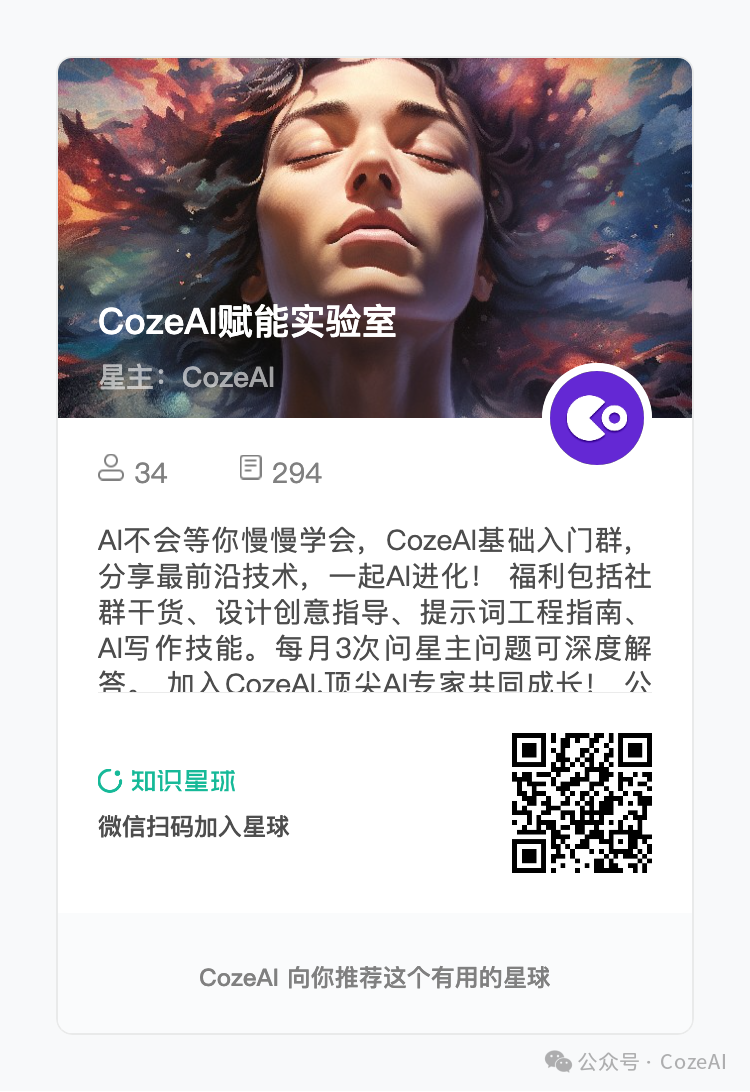 CozeAI赋能实验室
星主：CozeAI
34
294
AI不会等你慢慢学会，CozeAI基础入门群，
分享最前沿技术，一起AI进化！ 福利包括社
群干货、设计创意指导、提示词工程指南、
AI写作技能。每月3次问星主问题可深度解
答。 加入CozeAI,顶尖AI专家共同成长！ 公
知识星球
微信扫码加入星球
CozeAI 向你推荐这个有用的星球
公众号 · CozeAI